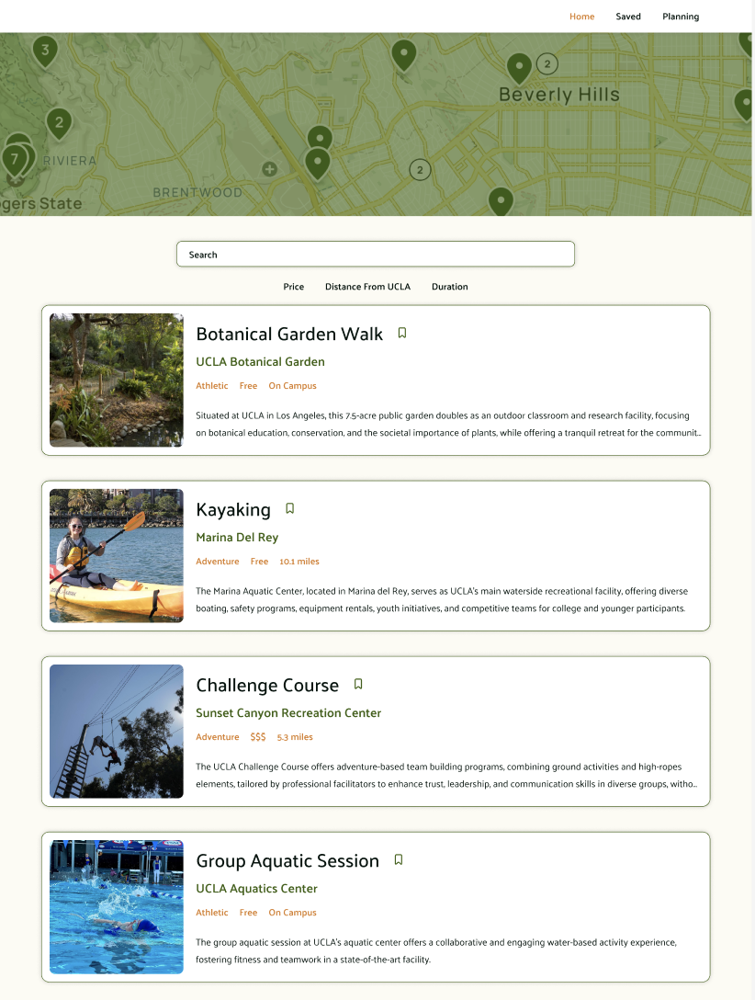 Home Saved Planning
3
2
Beverly Hills
2
7
RIVIERA
2
BRENTWOOD
gers State
Search
Price Distance From UCLA Duration
Botanical Garden Walk
UCLA Botanical Garden
Athletic Free On Campus
Situated at UCLA in Los Angeles, this 7.5-acre public garden doubles as an outdoor classroom and research facility, focusing
on botanical education, conservation, and the societal importance of plants, while offering a tranquil retreat for the communit...
Kayaking
Marina Del Rey
Adventure Free 10.1 miles
The Marina Aquatic Center, located in Marina del Rey, serves as UCLA's main waterside recreational facility, offering diverse
boating, safety programs, equipment rentals, youth initiatives, and competitive teams for college and younger participants.
Challenge Course
Sunset Canyon Recreation Center
Adventure $$$ 5.3 miles
The UCLA Challenge Course offers adventure-based team building programs, combining ground activities and high-ropes
elements, tailored by professional facilitators to enhance trust, leadership, and communication skills in diverse groups, witho...
Group Aquatic Session
UCLA Aquatics Center
Athletic Free On Campus
The group aquatic session at UCLA's aquatic center offers a collaborative and engaging water-based activity experience,
fostering fitness and teamwork in a state-of-the-art facility.